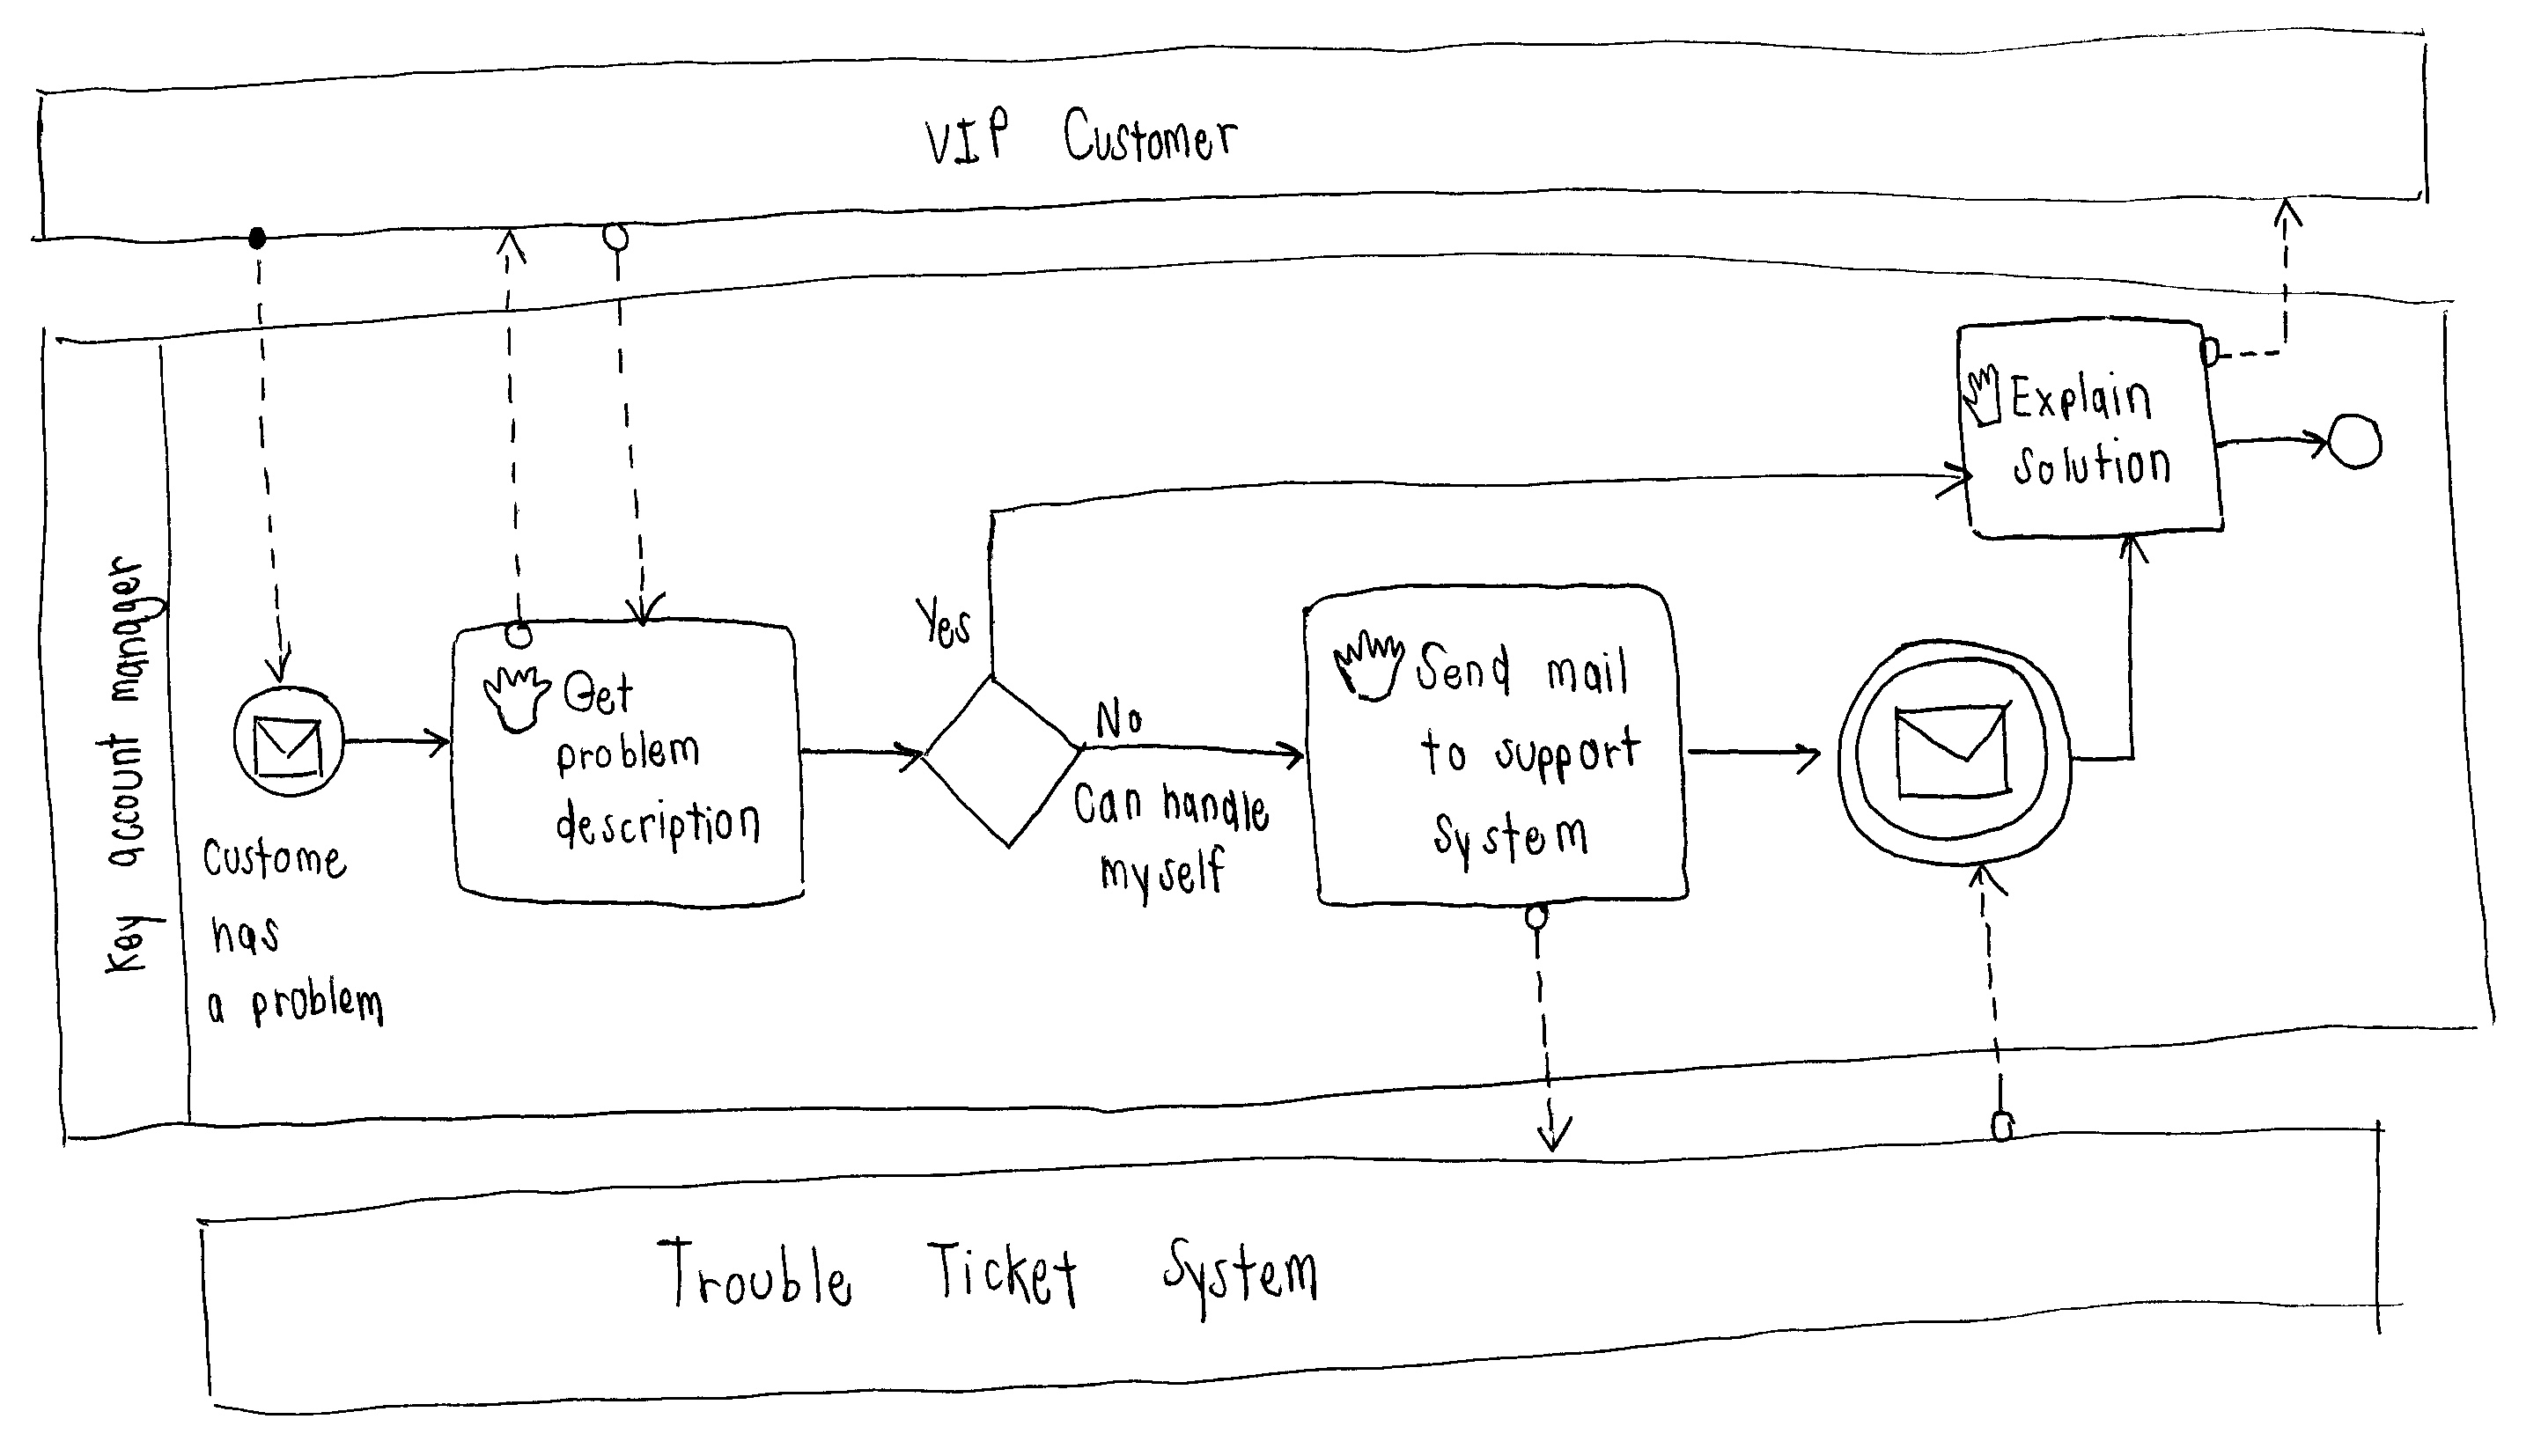 VIP Customer
Key account manager
Custome
has
a problem
Get
problem
description
Yes
No
Can handle
myself
Send mail
to support
System
Explain
Solution
Trouble Ticket System